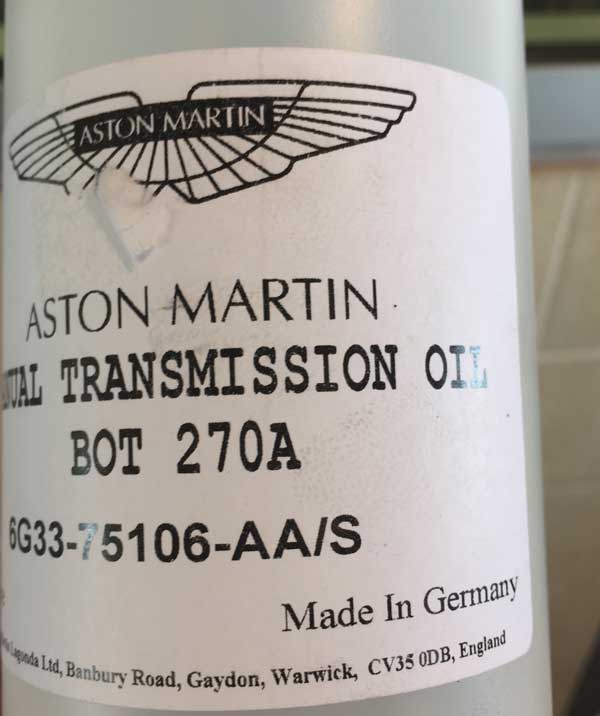 ASTON MARTIN
ASTON MARTIN
TRANSMISSION OIL
BOT 270A
6G33-75106-AA/S
Made In Germany
Lagonda Ltd, Banbury Road, Gaydon, Warwick, CV35 0DB, England